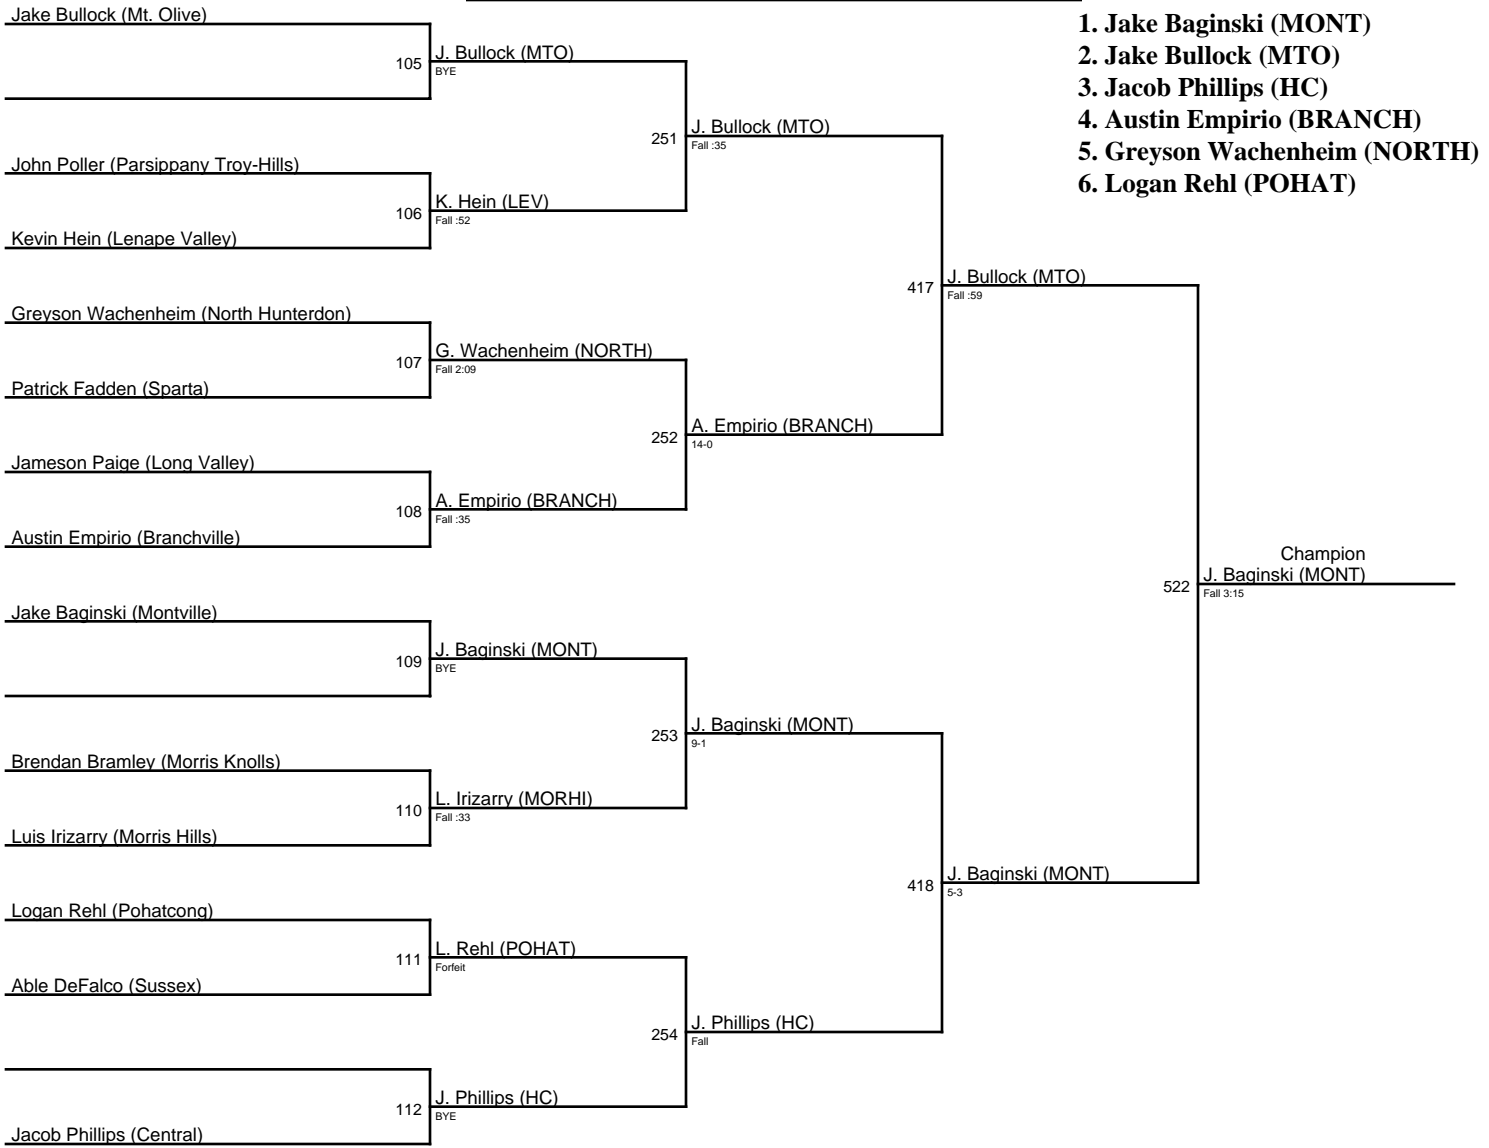 Jake Bullock (Mt. Olive)
105
J. Bullock (MTO)
BYE
John Poller (Parsippany Troy-Hills)
106
K. Hein (LEV)
Fall :52
Kevin Hein (Lenape Valley)
251
J. Bullock (MTO)
Fall :35
Greyson Wachenheim (North Hunterdon)
107
G. Wachenheim (NORTH)
Fall 2:09
Patrick Fadden (Sparta)
Jameson Paige (Long Valley)
108
A. Empirio (BRANCH)
Fall :35
Austin Empirio (Branchville)
252
A. Empirio (BRANCH)
14-0
417
J. Bullock (MTO)
Fall :59
Jake Baginski (Montville)
109
J. Baginski (MONT)
BYE
Brendan Bramley (Morris Knolls)
110
L. Irizarry (MORHI)
Fall :33
Luis Irizarry (Morris Hills)
253
J. Baginski (MONT)
9-1
Logan Rehl (Pohatcong)
111
L. Rehl (POHAT)
Forfeit
Able DeFalco (Sussex)
112
J. Phillips (HC)
BYE
Jacob Phillips (Central)
254
J. Phillips (HC)
Fall
418
J. Baginski (MONT)
5-3
522
Champion
J. Baginski (MONT)
Fall 3:15
1. Jake Baginski (MONT)
2. Jake Bullock (MTO)
3. Jacob Phillips (HC)
4. Austin Empirio (BRANCH)
5. Greyson Wachenheim (NORTH)
6. Logan Rehl (POHAT)